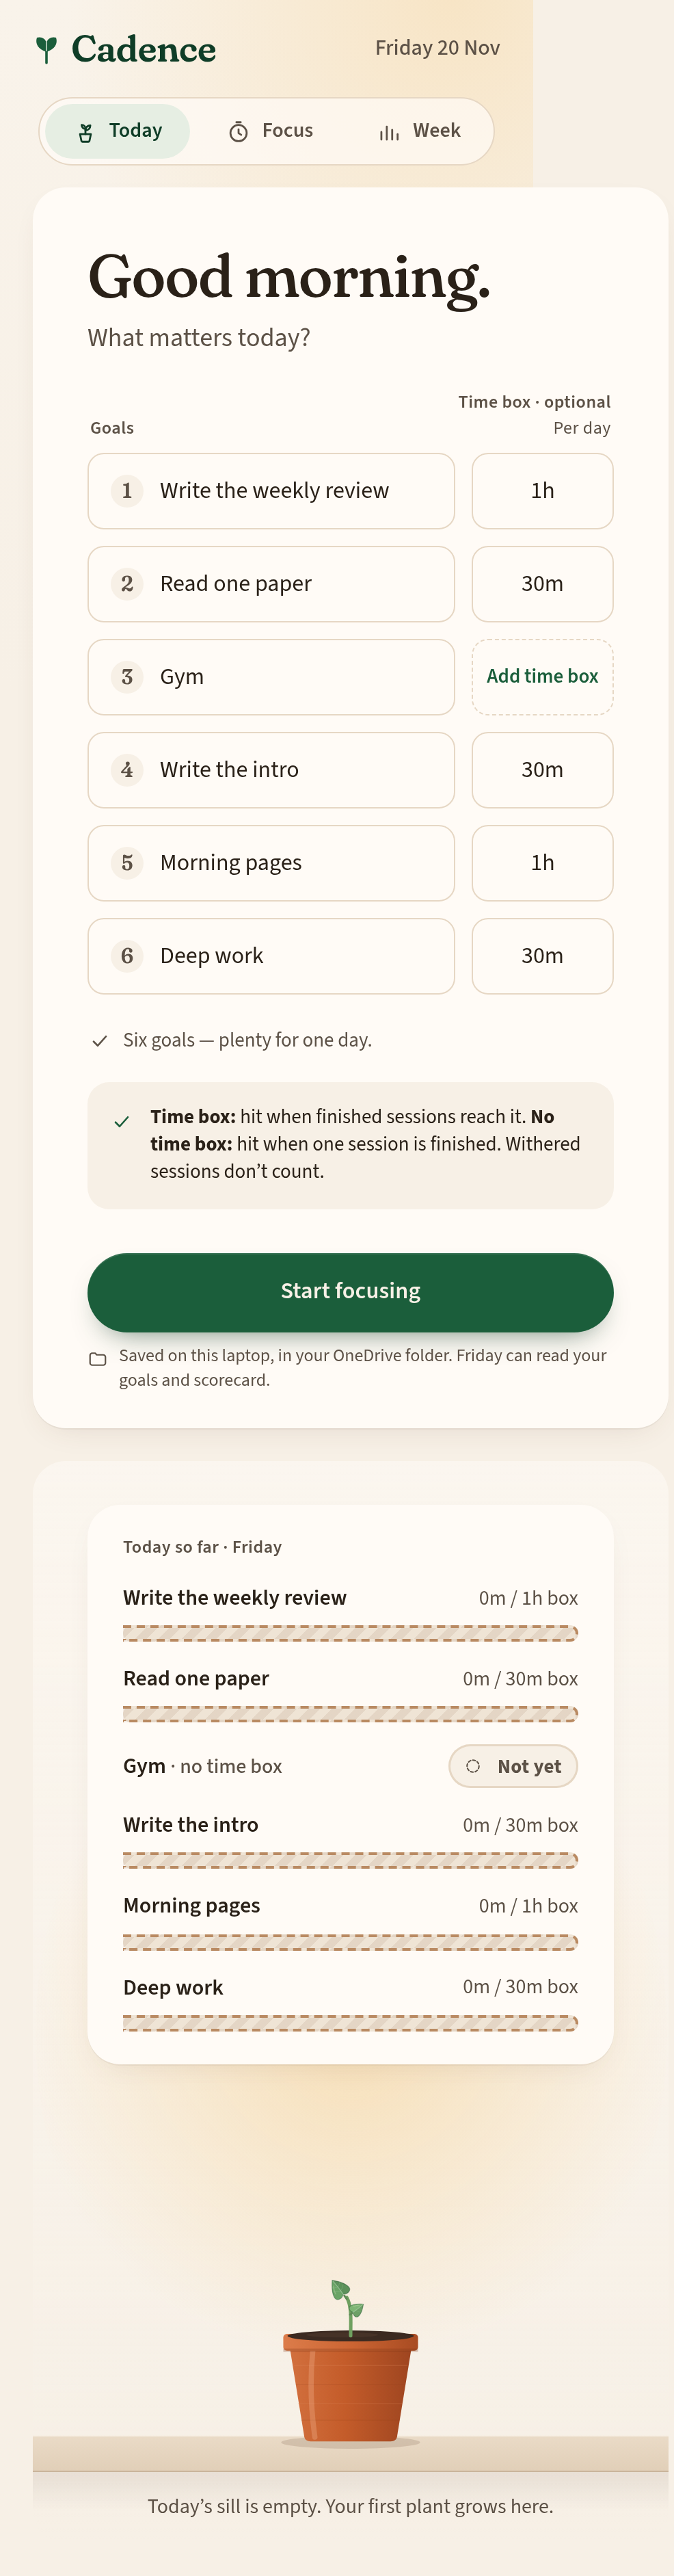 Cadence
Friday 20 Nov
Today
Focus
Week
Good morning.
What matters today?
Time box · optional
Goals
Per day
1 Write the weekly review
1h
2 Read one paper
30m
3 Gym
Add time box
4 Write the intro
30m
5 Morning pages
1h
6 Deep work
30m
Six goals — plenty for one day.
Time box: hit when finished sessions reach it. No
time box: hit when one session is finished. Withered
sessions don’t count.
Start focusing
Saved on this laptop, in your OneDrive folder. Friday can read your
goals and scorecard.
Today so far · Friday
Write the weekly review
0m / 1h box
Read one paper
0m / 30m box
Gym · no time box
Not yet
Write the intro
0m / 30m box
Morning pages
0m / 1h box
Deep work
0m / 30m box
Today’s sill is empty. Your first plant grows here.